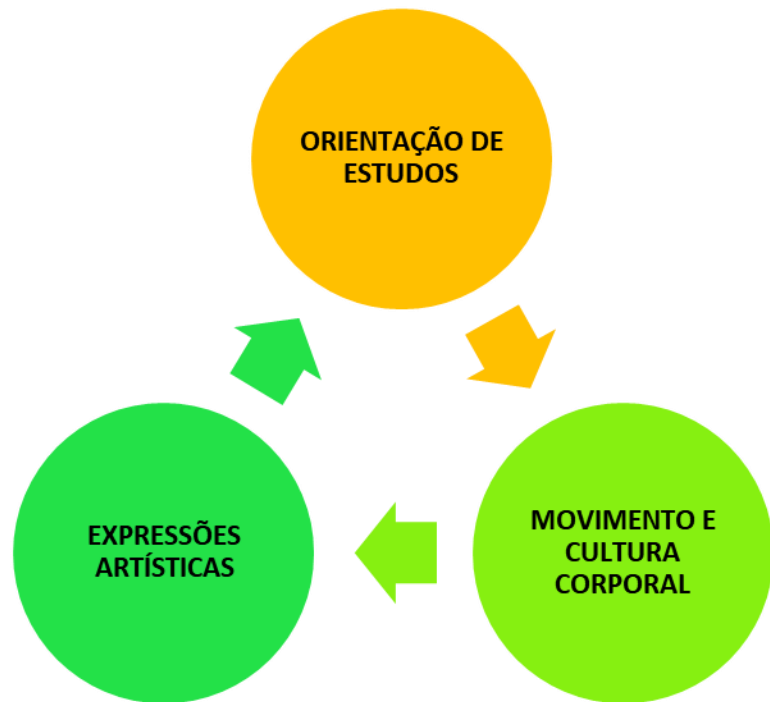 ORIENTAÇÃO DE
ESTUDOS
MOVIMENTO E
CULTURA
CORPORAL
EXPRESSÕES
ARTÍSTICAS